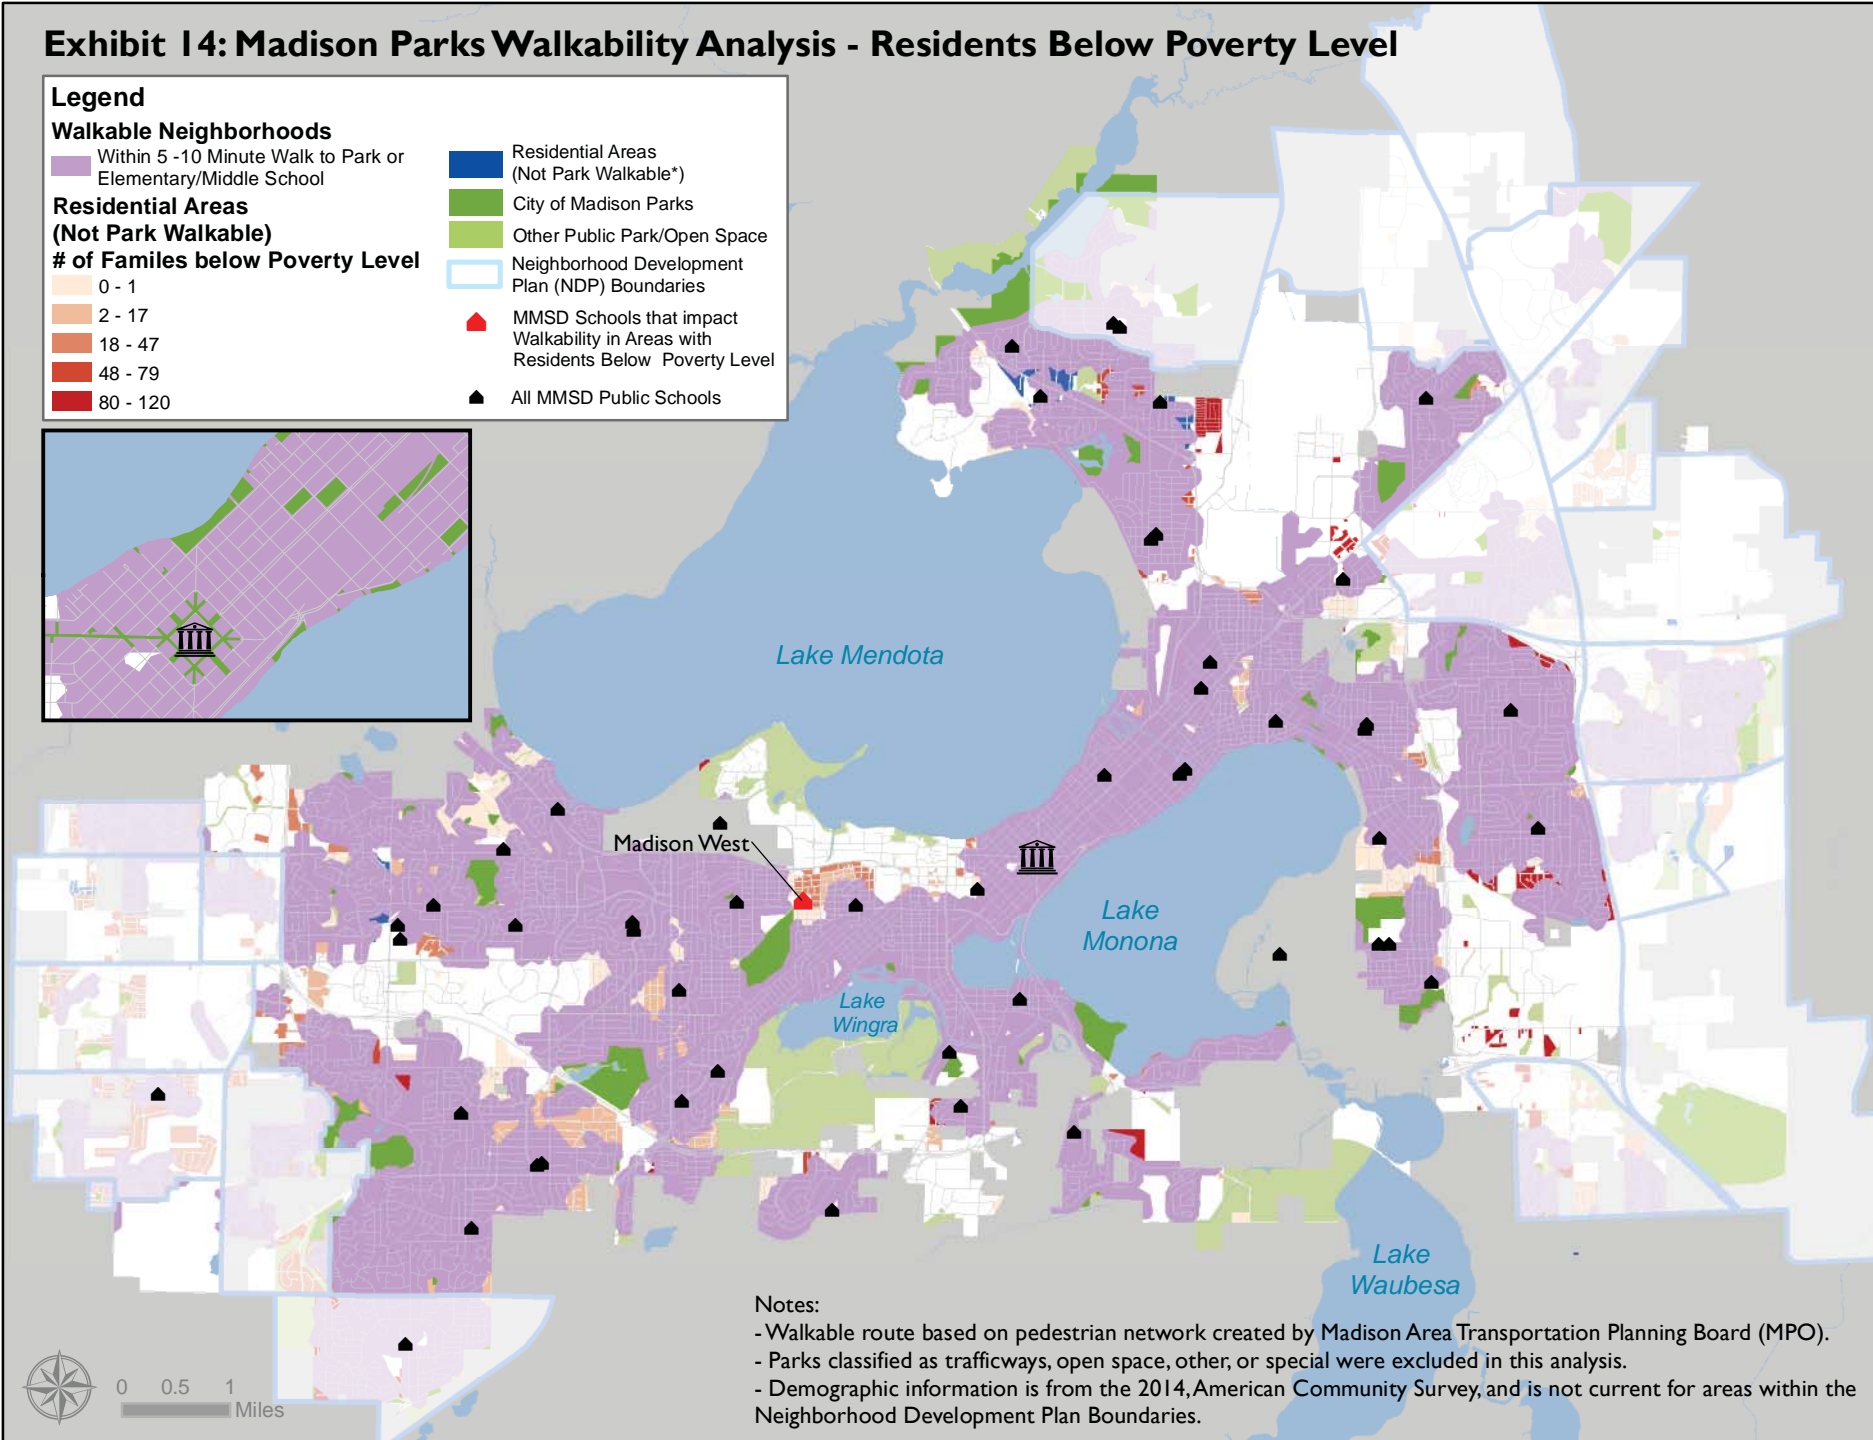 Exhibit 14: Madison Parks Walkability Analysis - Residents Below Poverty Level
Legend
Walkable Neighborhoods
Within 5 -10 Minute Walk to Park or
Elementary/Middle School
Residential Areas
(Not Park Walkable)
# of Familes below Poverty Level
0 - 1
2 - 17
18 - 47
48 - 79
80 - 120
Residential Areas
(Not Park Walkable*)
City of Madison Parks
Other Public Park/Open Space
Neighborhood Development
Plan (NDP) Boundaries
MMSD Schools that impact
Walkability in Areas with
Residents Below Poverty Level
All MMSD Public Schools
Lake Mendota
Madison West
Lake
Monona
Lake
Wingra
Lake
Waubesa
Notes:
- Walkable route based on pedestrian network created by Madison Area Transportation Planning Board (MPO).
- Parks classified as trafficways, open space, other, or special were excluded in this analysis.
- Demographic information is from the 2014, American Community Survey, and is not current for areas within the
Neighborhood Development Plan Boundaries.
0 0.5 1
Miles